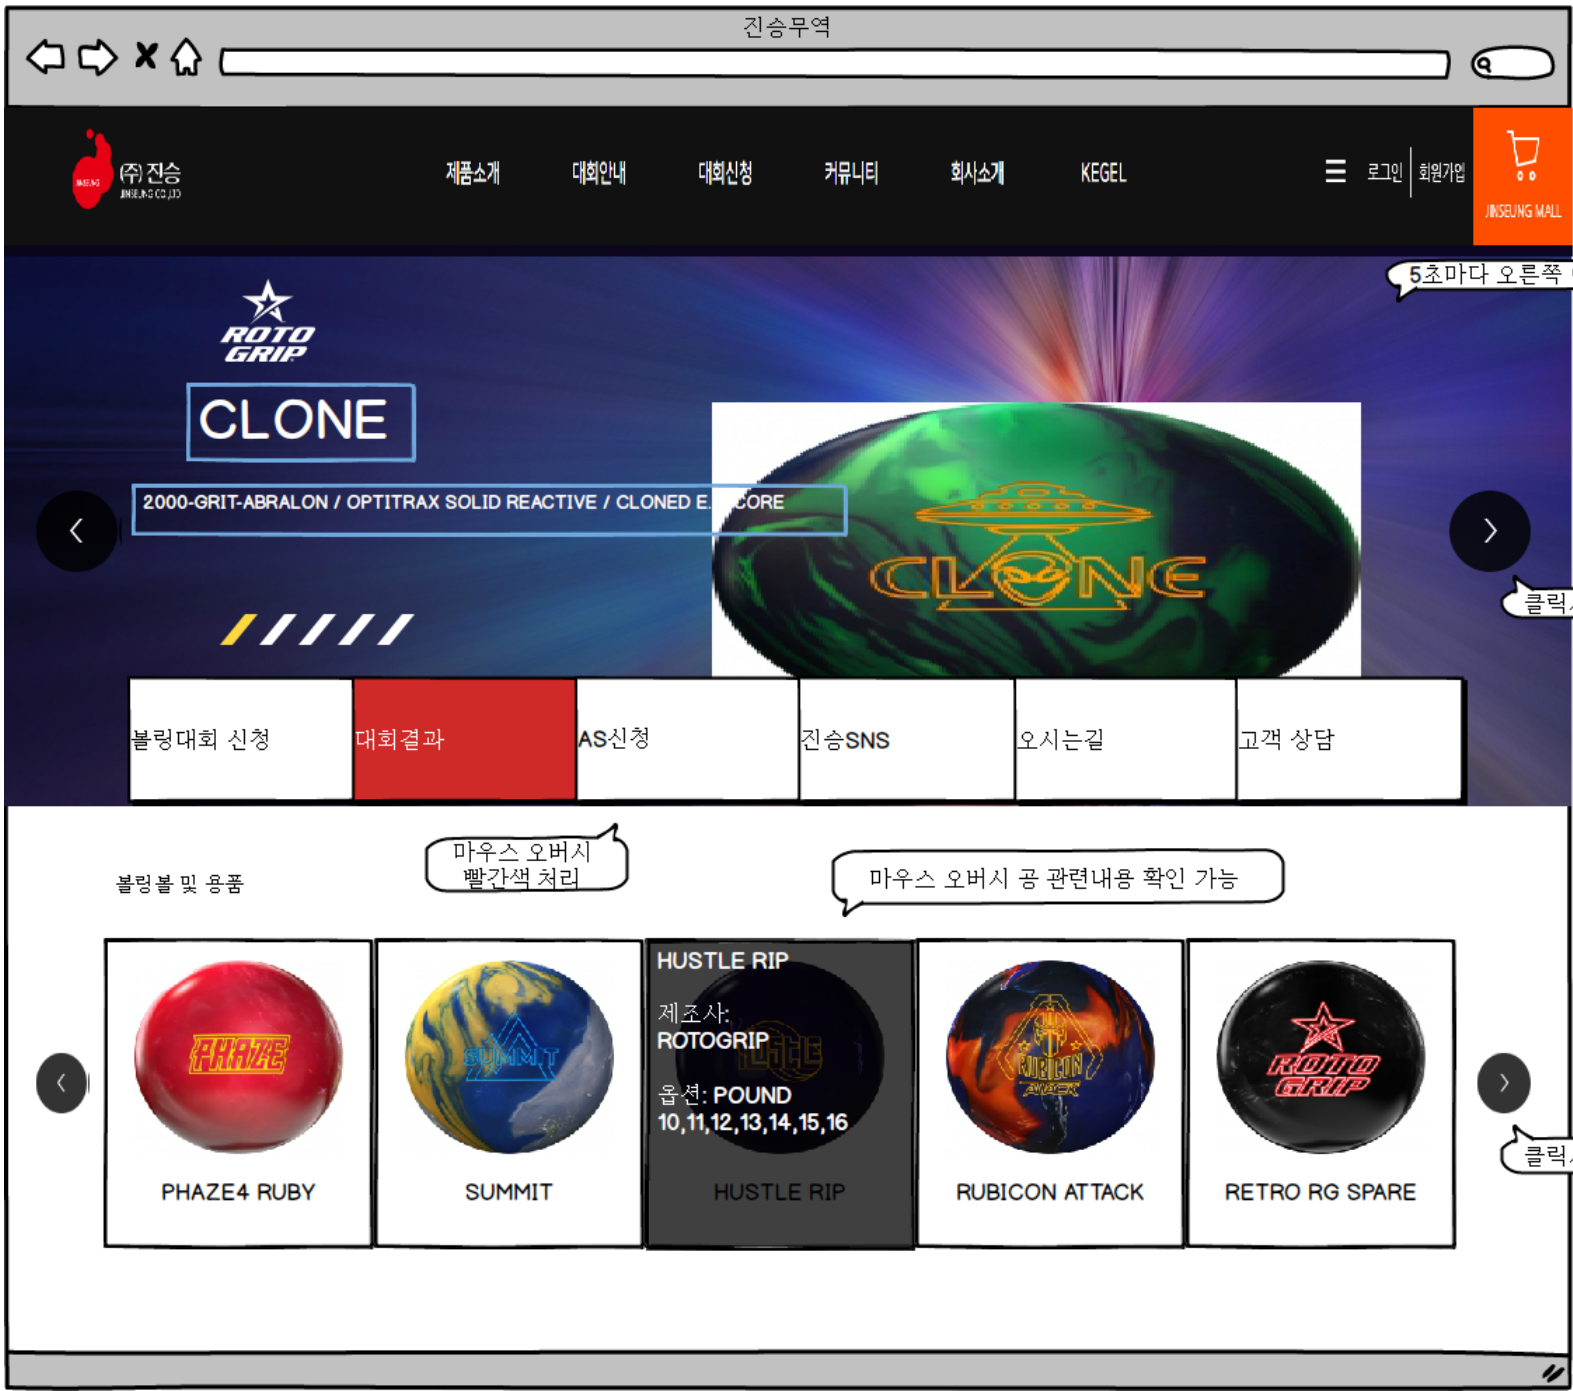 진승무역
JINSEUNG
(주) 진승
JINSEUNG CO.,LTD
제품소개
대회안내
대회신청
커뮤니티
회사소개
KEGEL
로그인
회원가입
JINSEUNG MALL
5초마다 오른쪽
ROTO
GRIP
CLONE
2000-GRIT-ABRALON / OPTITRAX SOLID REACTIVE / CLONED E. CORE
CLONE
클릭
볼링대회 신청
대회결과
AS신청
진승SNS
오시는길
고객 상담
마우스 오버시
빨간색 처리
마우스 오버시 공 관련내용 확인 가능
볼링볼 및 용품
PHAZE
PHAZE4 RUBY
SUMMIT
SUMMIT
HUSTLE RIP
제조사:
ROTOGRIP
옵션: POUND
10,11,12,13,14,15,16
HUSTLE
HUSTLE RIP
RUBICON
ATTACK
RUBICON ATTACK
ROTO
GRIP
RETRO RG SPARE
클릭